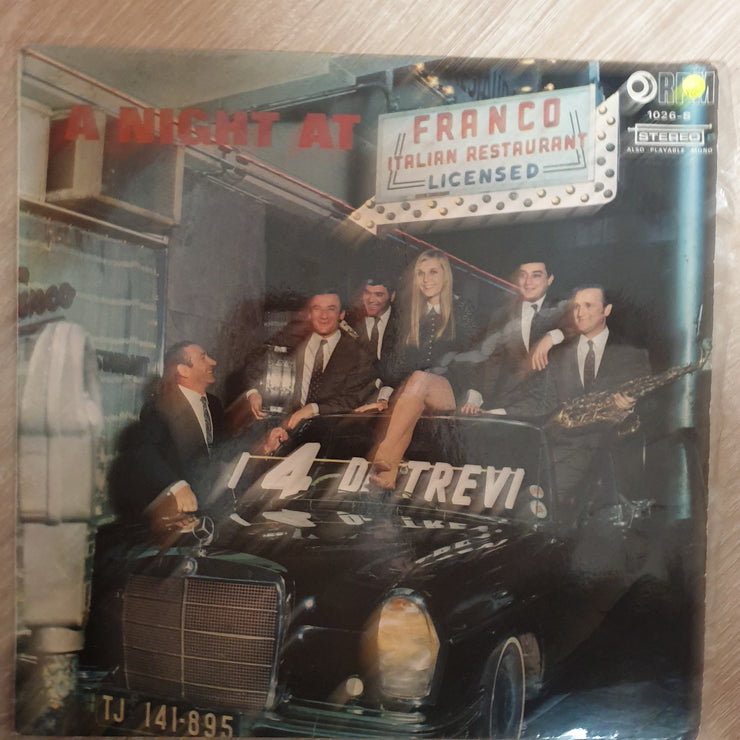 A NIGHT AT
FRANCO
ITALIAN RESTAURANT
LICENSED
RPM
1026-S
STEREO
ALSO PLAYABLE MONO
I 4 DI TREVI
TJ 141-895